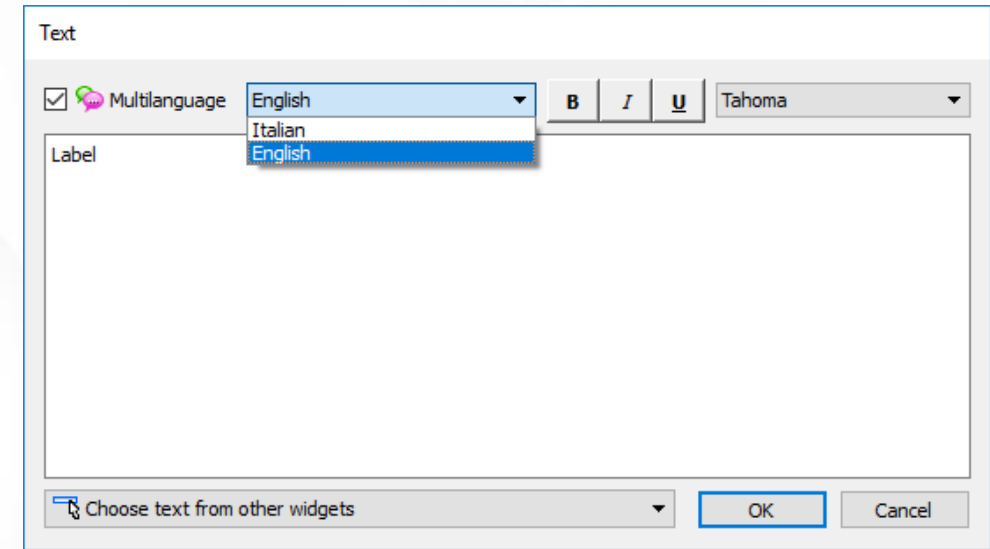 Text
Multilanguage English B I U Tahoma
Italian
English
Label
Choose text from other widgets OK Cancel